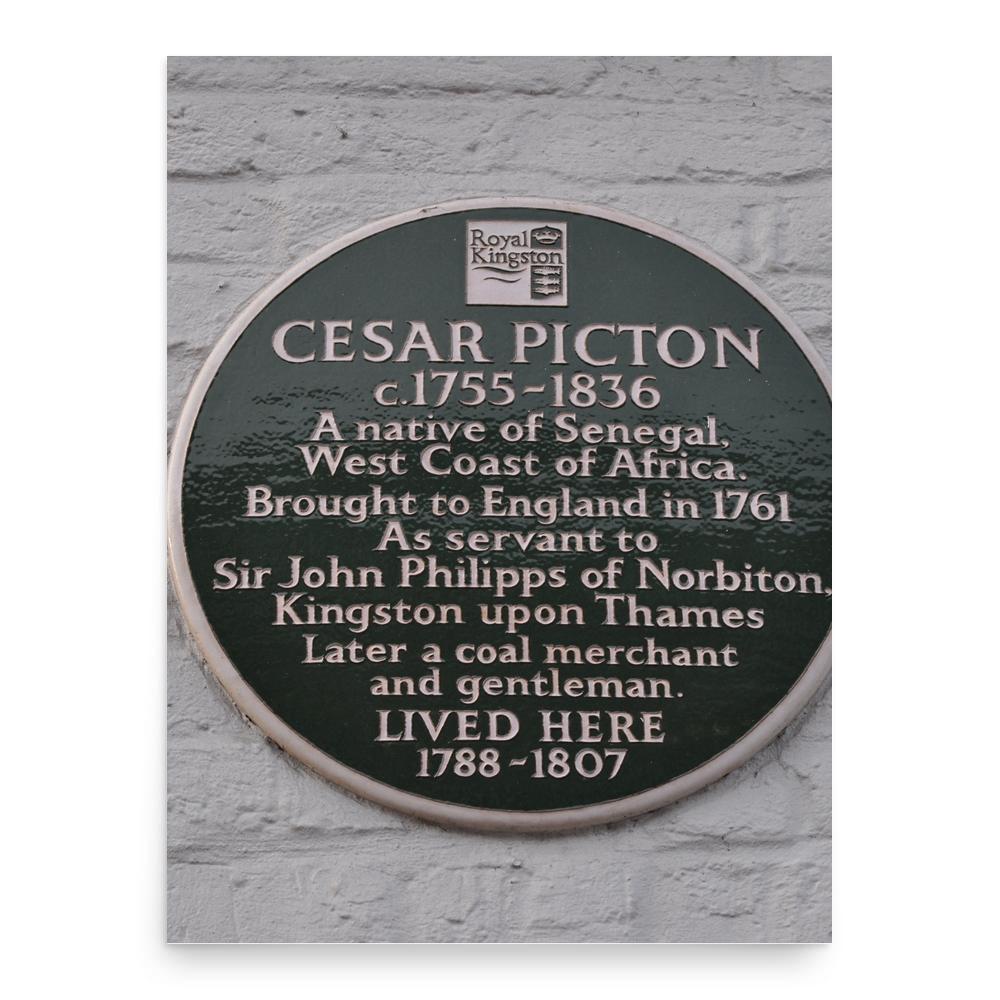 Royal
Kingston
CESAR PICTON
c.1755~1836
A native of Senegal,
West Coast of Africa.
Brought to England in 1761
As servant to
Sir John Philipps of Norbiton,
Kingston upon Thames
Later a coal merchant
and gentleman.
LIVED HERE
1788~1807